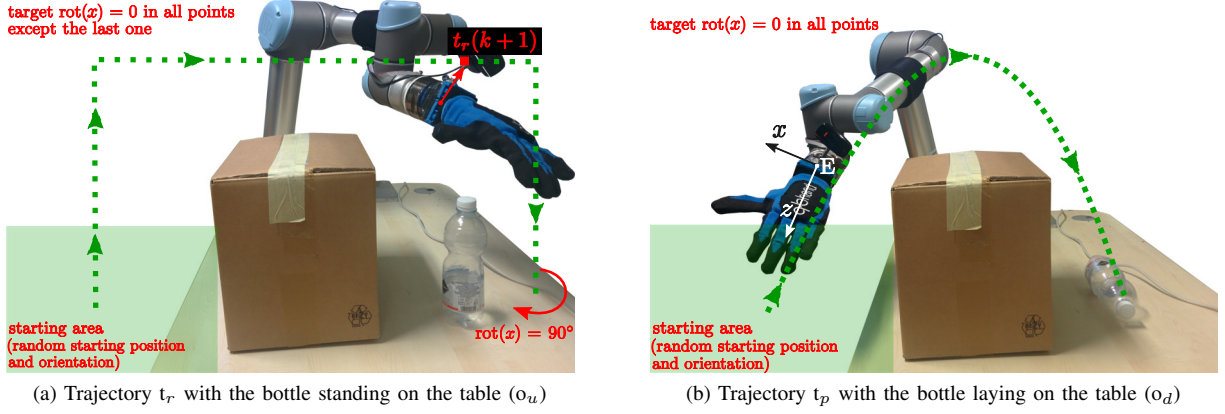 target rot(x) = 0 in all points
except the last one
t_r(k + 1)
starting area
(random starting position
and orientation)
rot(x) = 90°
(a) Trajectory t_r with the bottle standing on the table (o_u)
target rot(x) = 0 in all points
x
E
z
starting area
(random starting position
and orientation)
(b) Trajectory t_p with the bottle laying on the table (o_d)